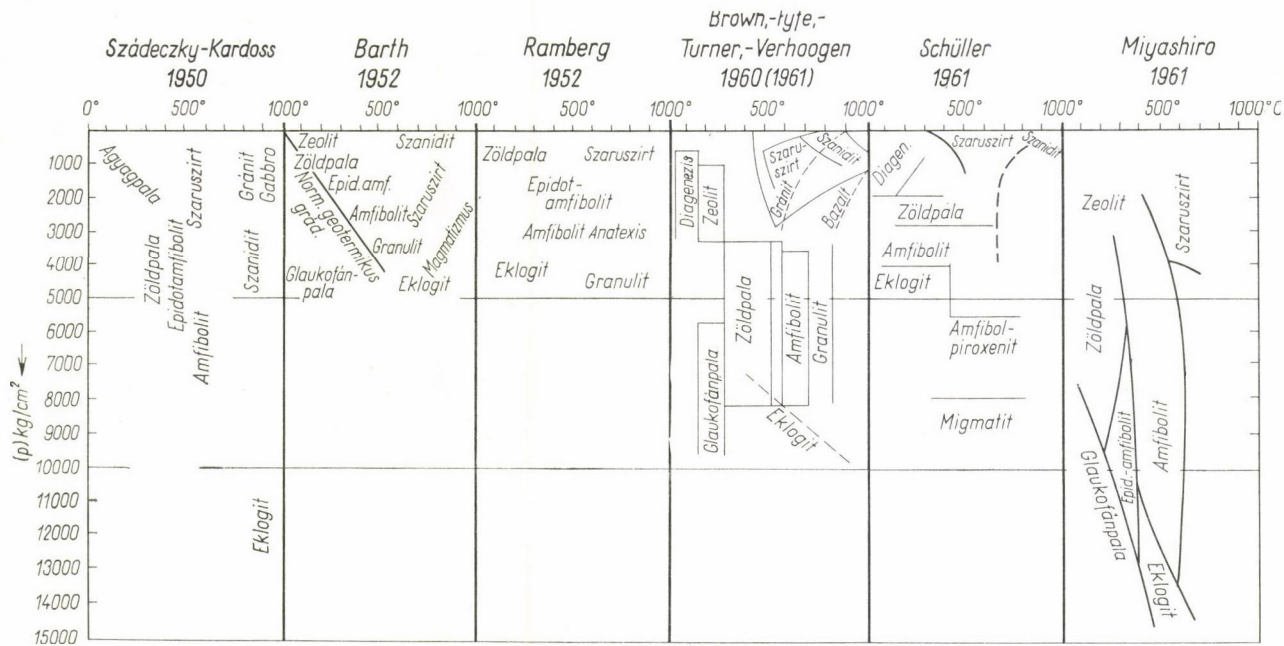 Szádeczky-Kardoss
1950
Barth
1952
Ramberg
1952
Brown,-Fyfe,-
Turner,-Verhoogen
1960 (1961)
Schüller
1961
Miyashiro
1961
0° 500° 1000° 500° 1000° 500° 1000° 500° 1000° 500° 1000° 500° 1000°C
(p) kg/cm²
1000
2000
3000
4000
5000
6000
7000
8000
9000
10000
11000
12000
13000
14000
15000
Agyagpala
Szaruszirt
Gránit
Gabbro
Zöldpala
Epidotamfibolit
Szanidit
Amfibolit
Eklogit
Zeolit
Szanidit
Zöldpala
Epid.amf.
Szaruszirt
Norm. geotermikus
grád.
Amfibolit
Granulit
Magmatizmus
Glaukofán-
pala
Eklogit
Zöldpala
Szaruszirt
Epidot-
amfibolit
Amfibolit Anatexis
Eklogit
Granulit
Diagenezis
Zeolit
Szaru-
szirt
Szanidit
Gránit
Bazalt
Zöldpala
Amfibolit
Granulit
Glaukofánpala
Eklogit
Diagen.
Szaruszirt
Szanidit
Zöldpala
Amfibolit
Eklogit
Amfibol-
piroxenit
Migmatit
Zeolit
Szaruszirt
Zöldpala
Epid.-amfibolit
Amfibolit
Glaukofánpala
Eklogit